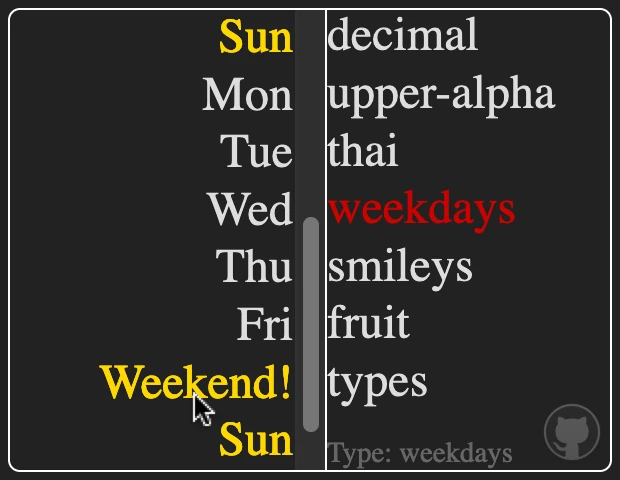 Sun
Mon
Tue
Wed
Thu
Fri
Weekend!
Sun
decimal
upper-alpha
thai
weekdays
smileys
fruit
types
Type: weekdays